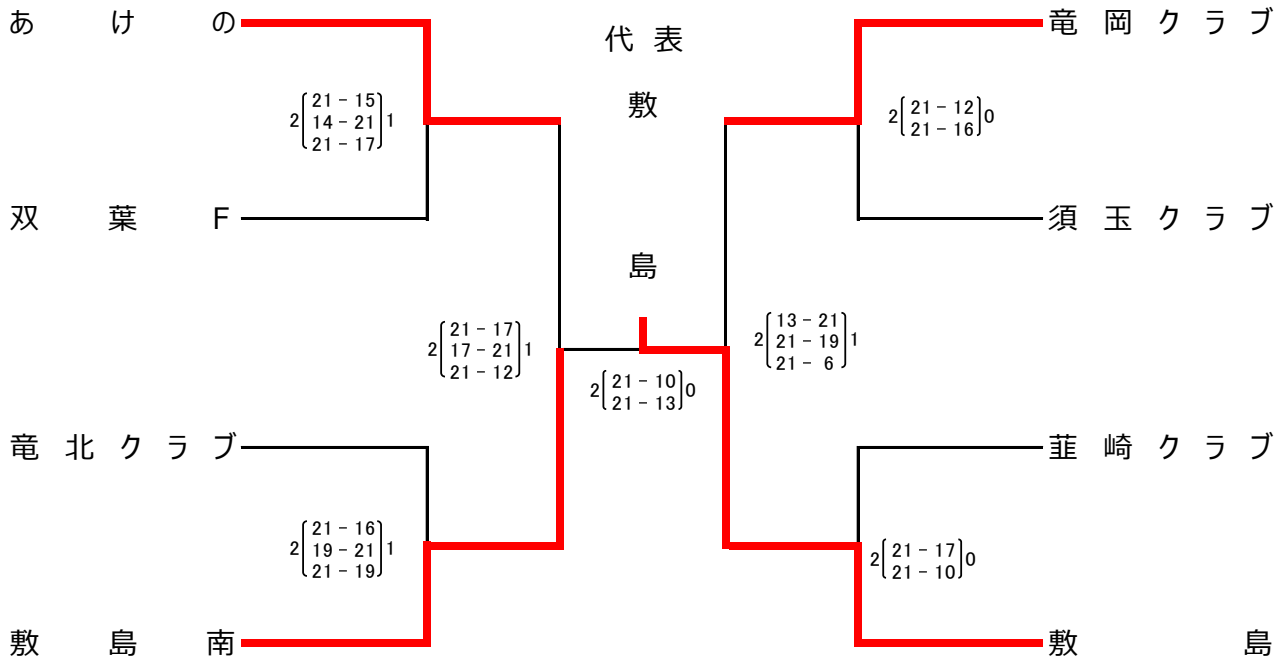 あけの
竜岡クラブ
代表
敷
島
2 21 - 15 1
14 - 21
21 - 17
2 21 - 12 0
21 - 16
双葉F
須玉クラブ
2 21 - 17 1
17 - 21
21 - 12
2 13 - 21 1
21 - 19
21 - 6
2 21 - 10 0
21 - 13
竜北クラブ
韮崎クラブ
2 21 - 16 1
19 - 21
21 - 19
2 21 - 17 0
21 - 10
敷島南
敷島